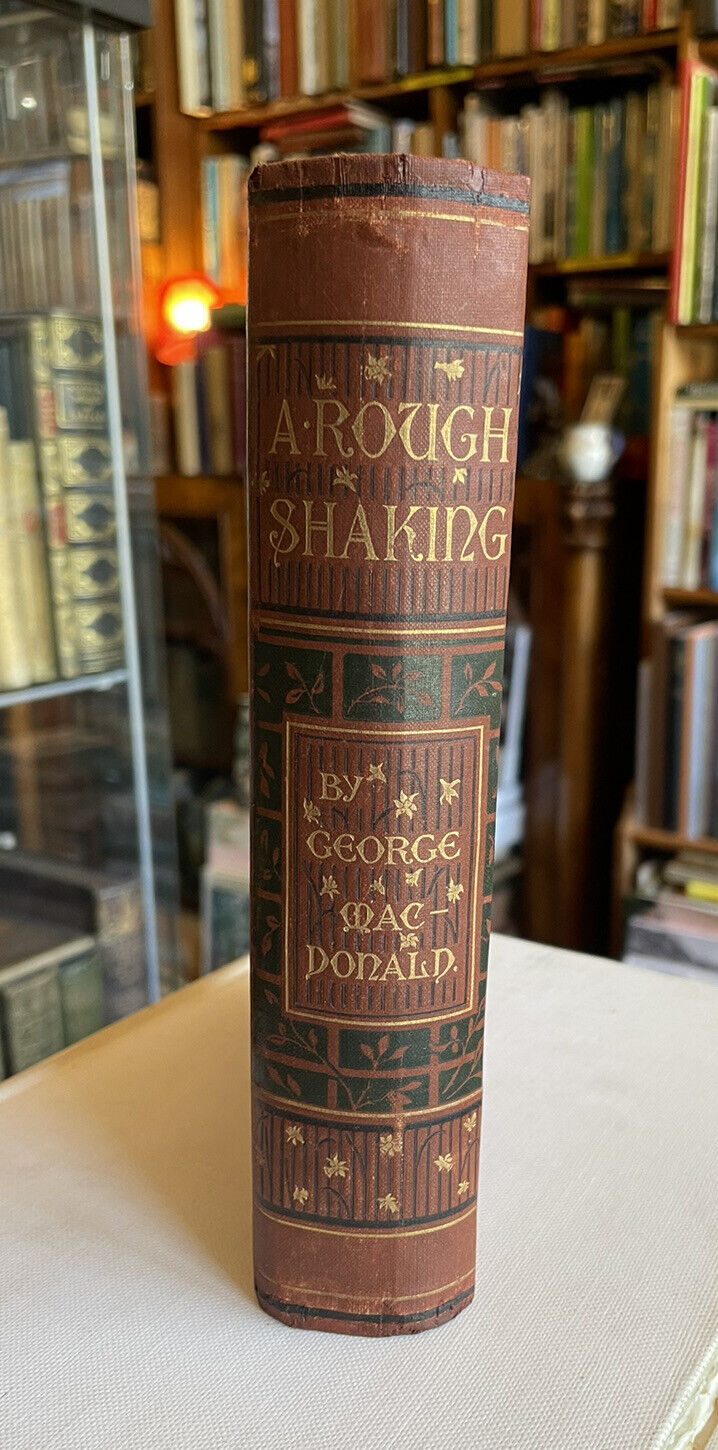 A·ROUGH
SHAKING
BY
GEORGE
MAC-
DONALD.